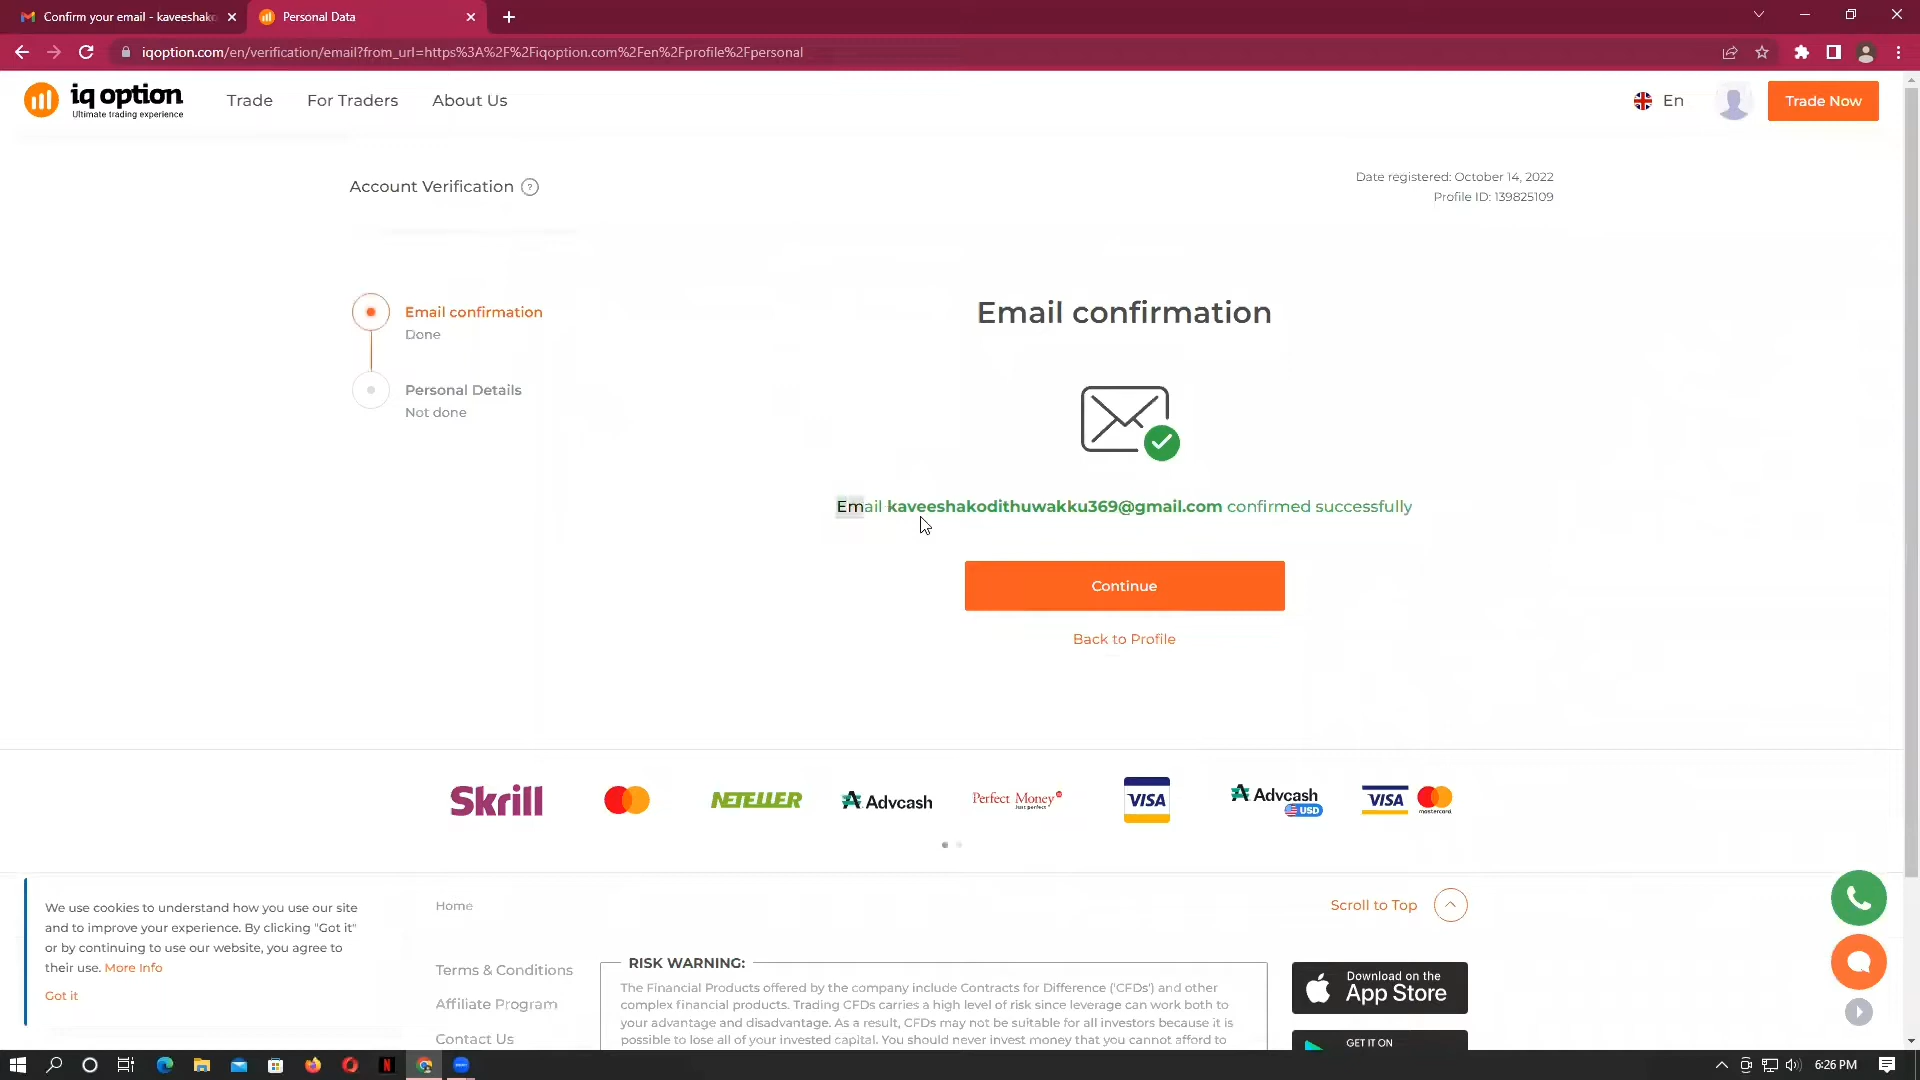 Confirm your email - kaveeshako
Personal Data
iqoption.com/en/verification/email?from_url=https%3A%2F%2Fiqoption.com%2Fen%2Fprofile%2Fpersonal
iq option
Ultimate trading experience
Trade
For Traders
About Us
En
Trade Now
Account Verification ?
Date registered: October 14, 2022
Profile ID: 139825109
Email confirmation
Done
Personal Details
Not done
Email confirmation
Email kaveeshakodithuwakku369@gmail.com confirmed successfully
Continue
Back to Profile
Skrill
NETELLER
Advcash
Perfect Money
just perfect
VISA
Advcash
USD
VISA
mastercard
We use cookies to understand how you use our site
and to improve your experience. By clicking "Got it"
or by continuing to use our website, you agree to
their use. More Info
Got it
Home
Scroll to Top
Terms & Conditions
Affiliate Program
Contact Us
RISK WARNING:
The Financial Products offered by the company include Contracts for Difference ('CFDs') and other
complex financial products. Trading CFDs carries a high level of risk since leverage can work both to
your advantage and disadvantage. As a result, CFDs may not be suitable for all investors because it is
possible to lose all of your invested capital. You should never invest money that you cannot afford to
Download on the
App Store
GET IT ON
6:26 PM